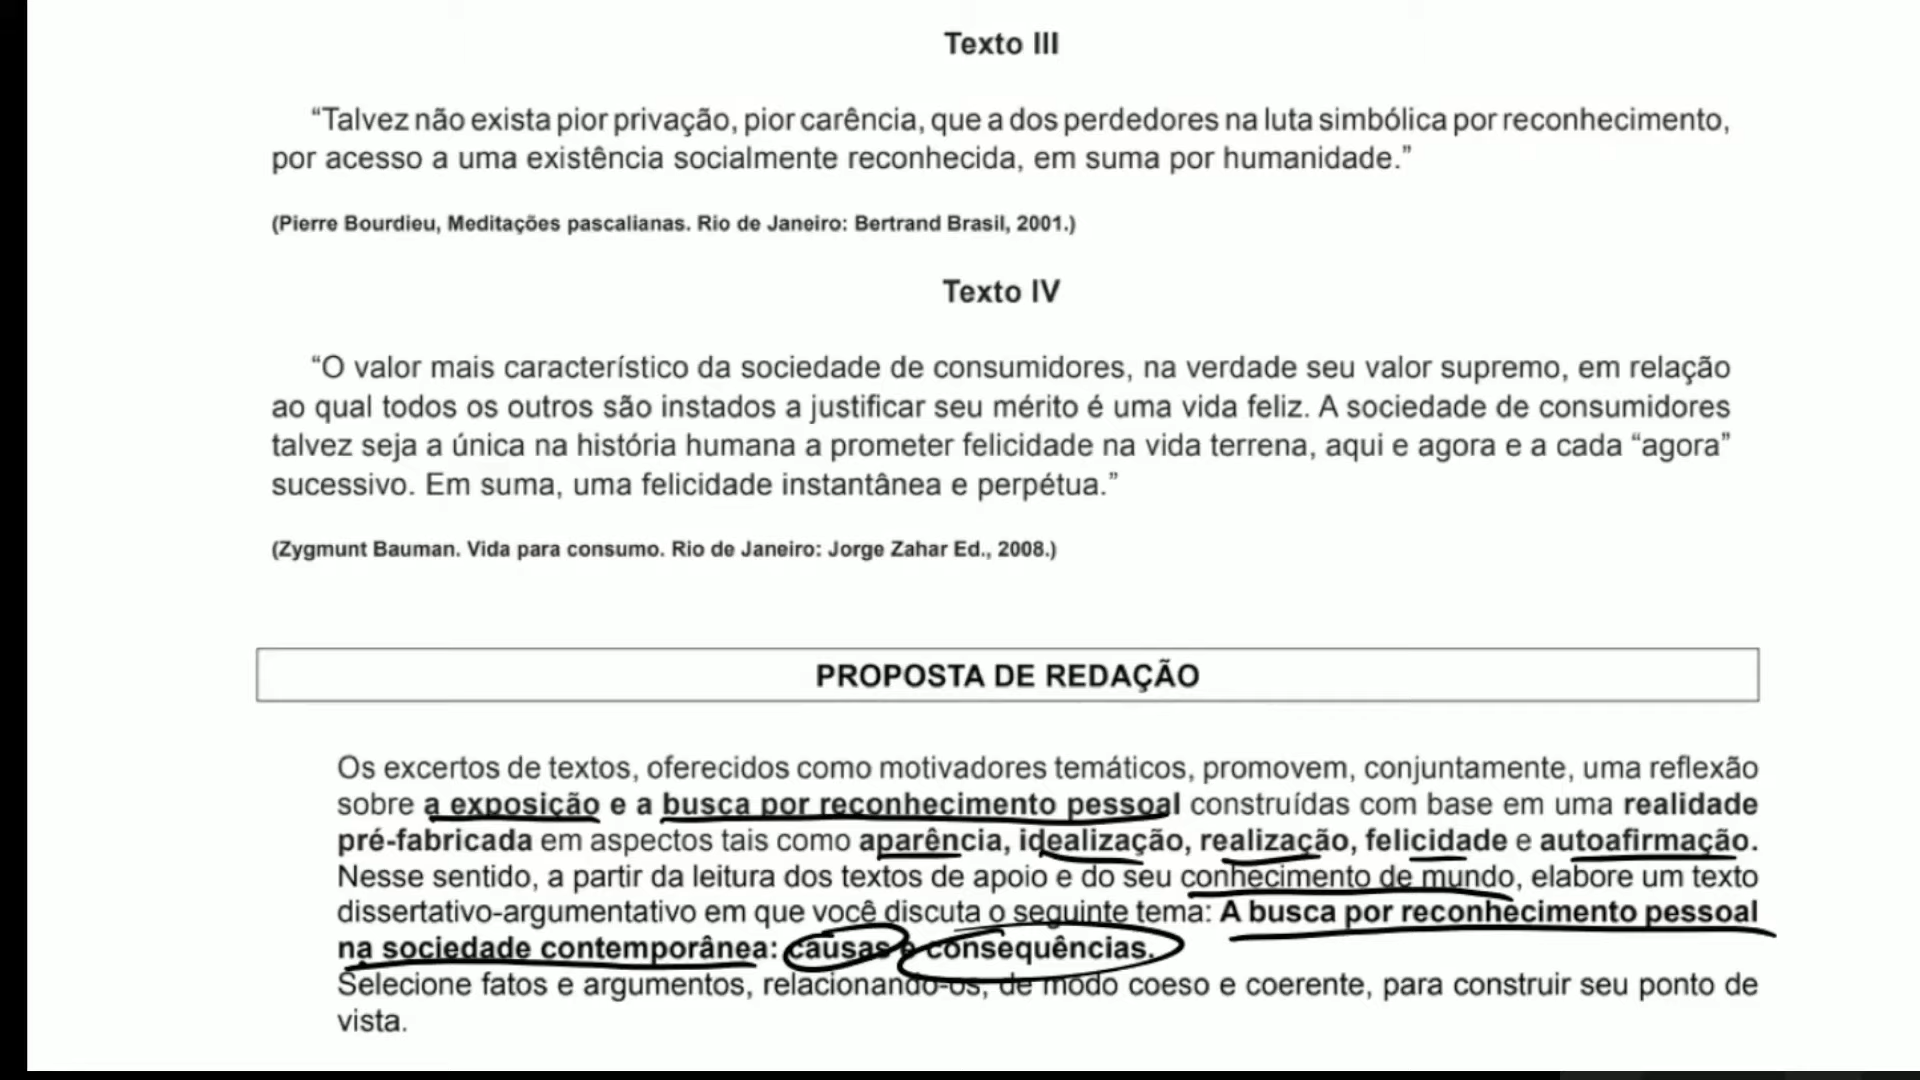 Texto III
“Talvez não exista pior privação, pior carência, que a dos perdedores na luta simbólica por reconhecimento,
por acesso a uma existência socialmente reconhecida, em suma por humanidade.”
(Pierre Bourdieu, Meditações pascalianas. Rio de Janeiro: Bertrand Brasil, 2001.)
Texto IV
“O valor mais característico da sociedade de consumidores, na verdade seu valor supremo, em relação
ao qual todos os outros são instados a justificar seu mérito é uma vida feliz. A sociedade de consumidores
talvez seja a única na história humana a prometer felicidade na vida terrena, aqui e agora e a cada “agora”
sucessivo. Em suma, uma felicidade instantânea e perpétua.”
(Zygmunt Bauman. Vida para consumo. Rio de Janeiro: Jorge Zahar Ed., 2008.)
PROPOSTA DE REDAÇÃO
Os excertos de textos, oferecidos como motivadores temáticos, promovem, conjuntamente, uma reflexão
sobre a exposição e a busca por reconhecimento pessoal construídas com base em uma realidade
pré-fabricada em aspectos tais como aparência, idealização, realização, felicidade e autoafirmação.
Nesse sentido, a partir da leitura dos textos de apoio e do seu conhecimento de mundo, elabore um texto
dissertativo-argumentativo em que você discuta o seguinte tema: A busca por reconhecimento pessoal
na sociedade contemporânea: causas e consequências.
Selecione fatos e argumentos, relacionando-os, de modo coeso e coerente, para construir seu ponto de
vista.